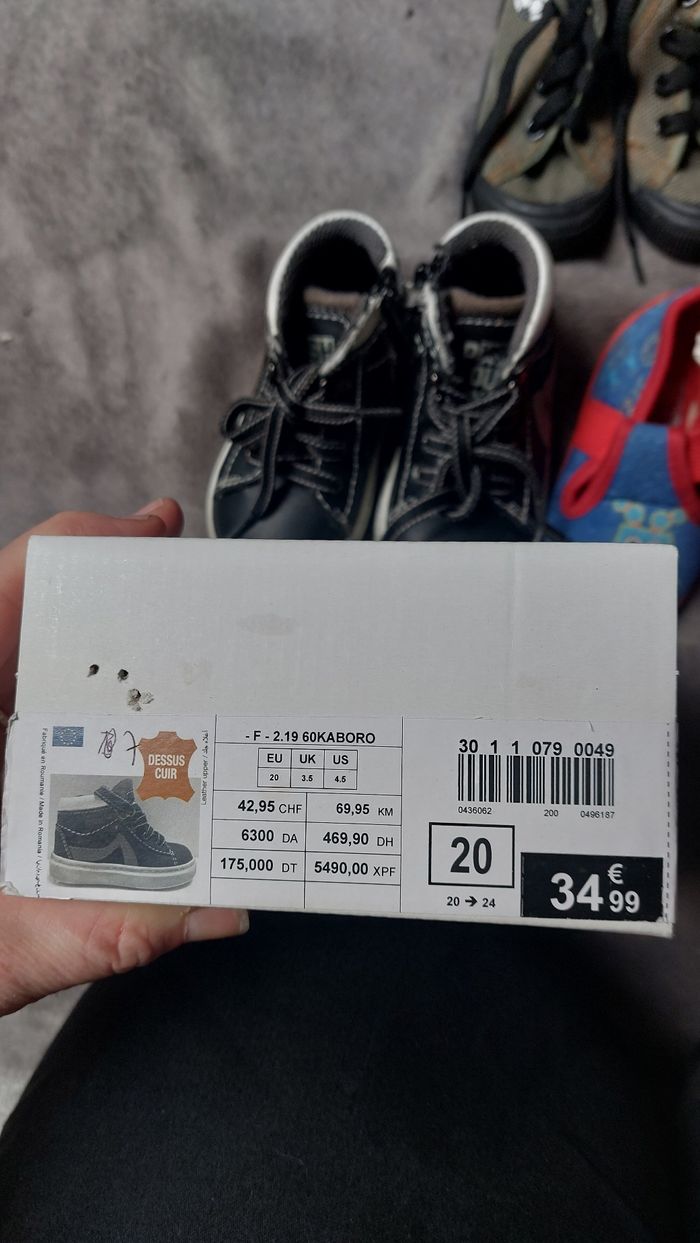 Fabriqué en Roumanie / Made in Romania /
DESSUS
CUIR
Leather upper /
- F - 2.19 60KABORO
EU UK US
20 3.5 4.5
42,95 CHF 69,95 KM
6300 DA 469,90 DH
175,000 DT 5490,00 XPF
30 1 1 079 0049
0436062 200 0496187
20
20 → 24
34 € 99